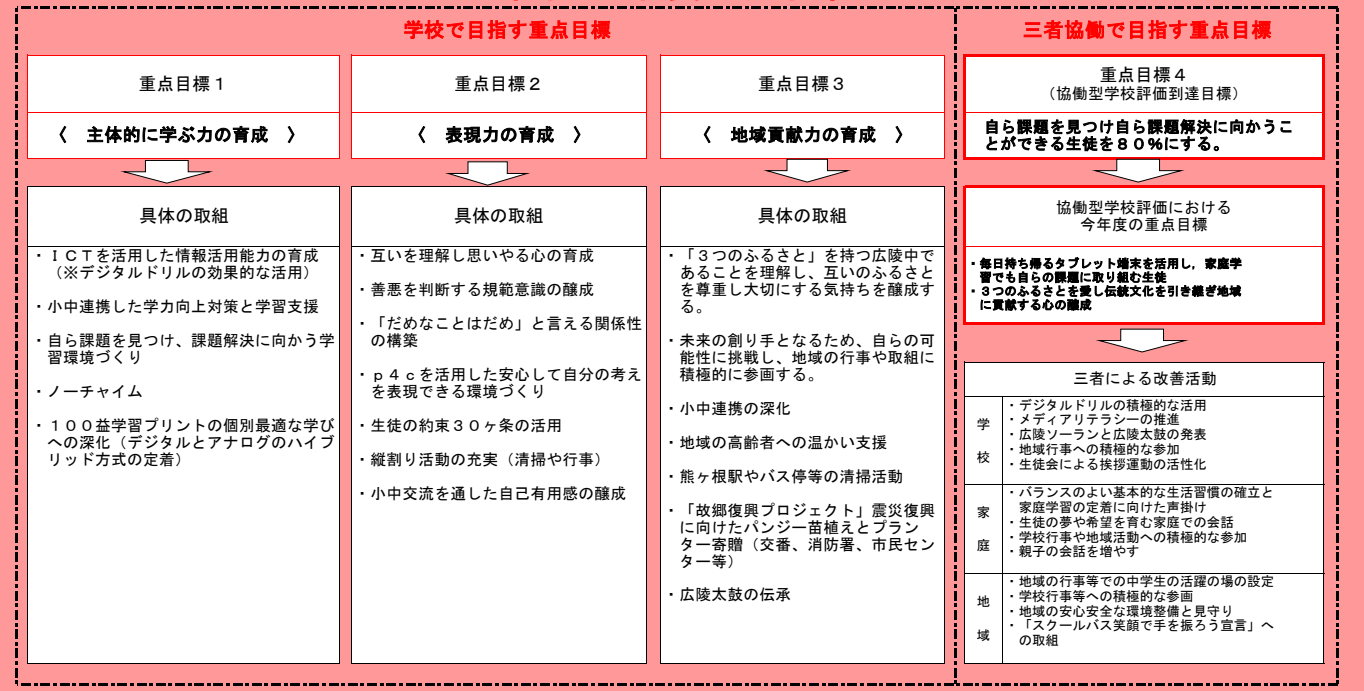 学校で目指す重点目標
重点目標１
〈　主体的に学ぶ力の育成　〉
具体の取組
・ＩＣＴを活用した情報活用能力の育成
（※デジタルドリルの効果的な活用）
・小中連携した学力向上対策と学習支援
・自ら課題を見つけ、課題解決に向かう学
習環境づくり
・ノーチャイム
・１００益学習プリントの個別最適な学び
への深化（デジタルとアナログのハイブ
リッド方式の定着）
重点目標２
〈　表現力の育成　〉
具体の取組
・互いを理解し思いやる心の育成
・善悪を判断する規範意識の醸成
・「だめなことはだめ」と言える関係性
の構築
・ｐ４ｃを活用した安心して自分の考え
を表現できる環境づくり
・生徒の約束３０ヶ条の活用
・縦割り活動の充実（清掃や行事）
・小中交流を通した自己有用感の醸成
重点目標３
〈　地域貢献力の育成　〉
具体の取組
・「３つのふるさと」を持つ広陵中で
あることを理解し、互いのふるさと
を尊重し大切にする気持ちを醸成す
る。
・未来の創り手となるため、自らの可
能性に挑戦し、地域の行事や取組に
積極的に参画する。
・小中連携の深化
・地域の高齢者への温かい支援
・熊ヶ根駅やバス停等の清掃活動
・「故郷復興プロジェクト」震災復興
に向けたパンジー苗植えとプラン
ター寄贈（交番、消防署、市民セン
ター等）
・広陵太鼓の伝承
三者協働で目指す重点目標
重点目標４
（協働型学校評価到達目標）
自ら課題を見つけ自ら課題解決に向かうこ
とができる生徒を８０％にする。
協働型学校評価における
今年度の重点目標
・毎日持ち帰るタブレット端末を活用し，家庭学
習でも自らの課題に取り組む生徒
・３つのふるさとを愛し伝統文化を引き継ぎ地域
に貢献する心の醸成
三者による改善活動
学校
・デジタルドリルの積極的な活用
・メディアリテラシーの推進
・広陵ソーランと広陵太鼓の発表
・地域行事への積極的な参加
・生徒会による挨拶運動の活性化
家庭
・バランスのよい基本的な生活習慣の確立と
家庭学習の定着に向けた声掛け
・生徒の夢や希望を育む家庭での会話
・学校行事や地域活動への積極的な参加
・親子の会話を増やす
地域
・地域の行事等での中学生の活躍の場の設定
・学校行事等への積極的な参画
・地域の安心安全な環境整備と見守り
・「スクールバス笑顔で手を振ろう宣言」へ
の取組